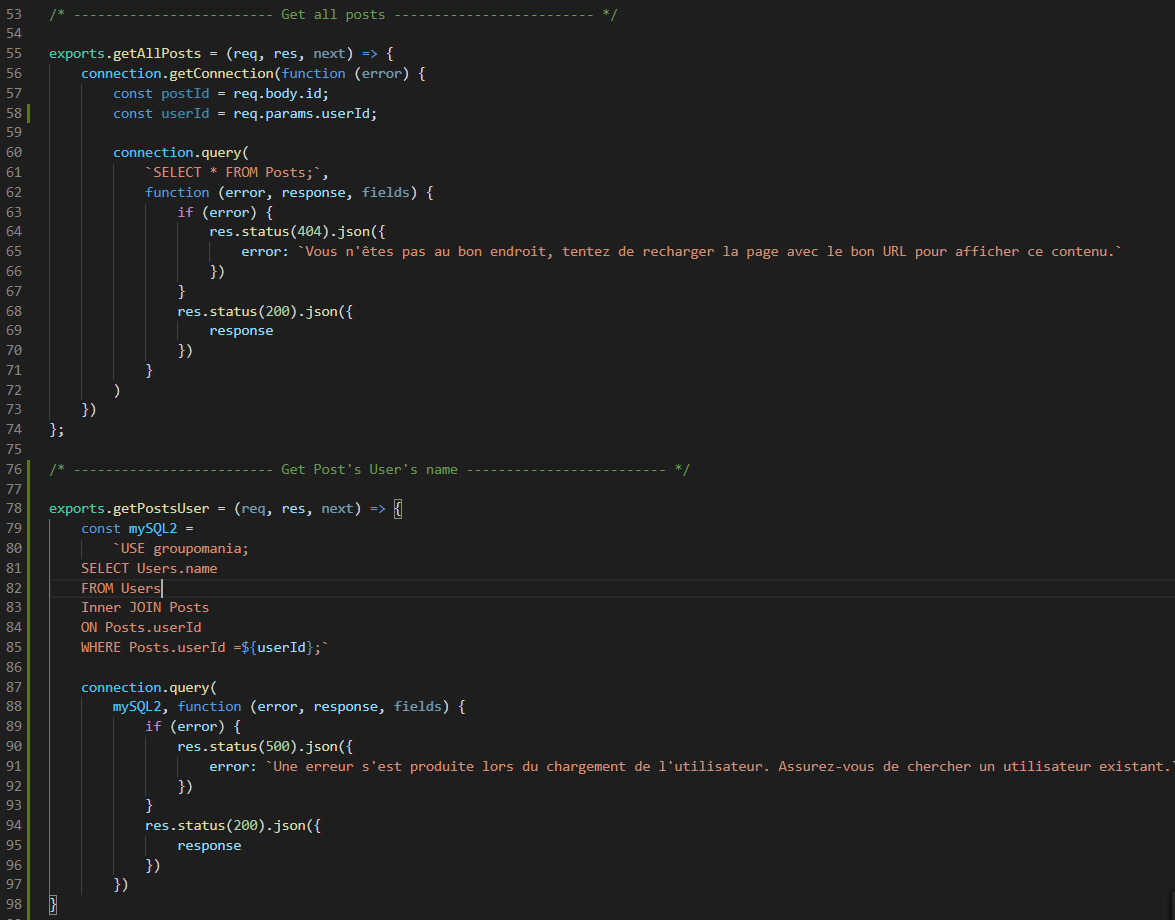 53 /* ------------------------- Get all posts ------------------------- */
54
55 exports.getAllPosts = (req, res, next) => {
56     connection.getConnection(function (error) {
57         const postId = req.body.id;
58         const userId = req.params.userId;
59
60         connection.query(
61             `SELECT * FROM Posts;`,
62             function (error, response, fields) {
63                 if (error) {
64                     res.status(404).json({
65                         error: `Vous n'êtes pas au bon endroit, tentez de recharger la page avec le bon URL pour afficher ce contenu.`
66                     })
67                 }
68                 res.status(200).json({
69                     response
70                 })
71             }
72         )
73     })
74 };
75
76 /* ------------------------- Get Post's User's name ------------------------- */
77
78 exports.getPostsUser = (req, res, next) => {
79     const mySQL2 =
80         `USE groupomania;
81     SELECT Users.name
82     FROM Users
83     Inner JOIN Posts
84     ON Posts.userId
85     WHERE Posts.userId =${userId};`
86
87     connection.query(
88         mySQL2, function (error, response, fields) {
89             if (error) {
90                 res.status(500).json({
91                     error: `Une erreur s'est produite lors du chargement de l'utilisateur. Assurez-vous de chercher un utilisateur existant.`
92                 })
93             }
94             res.status(200).json({
95                 response
96             })
97         })
98 }